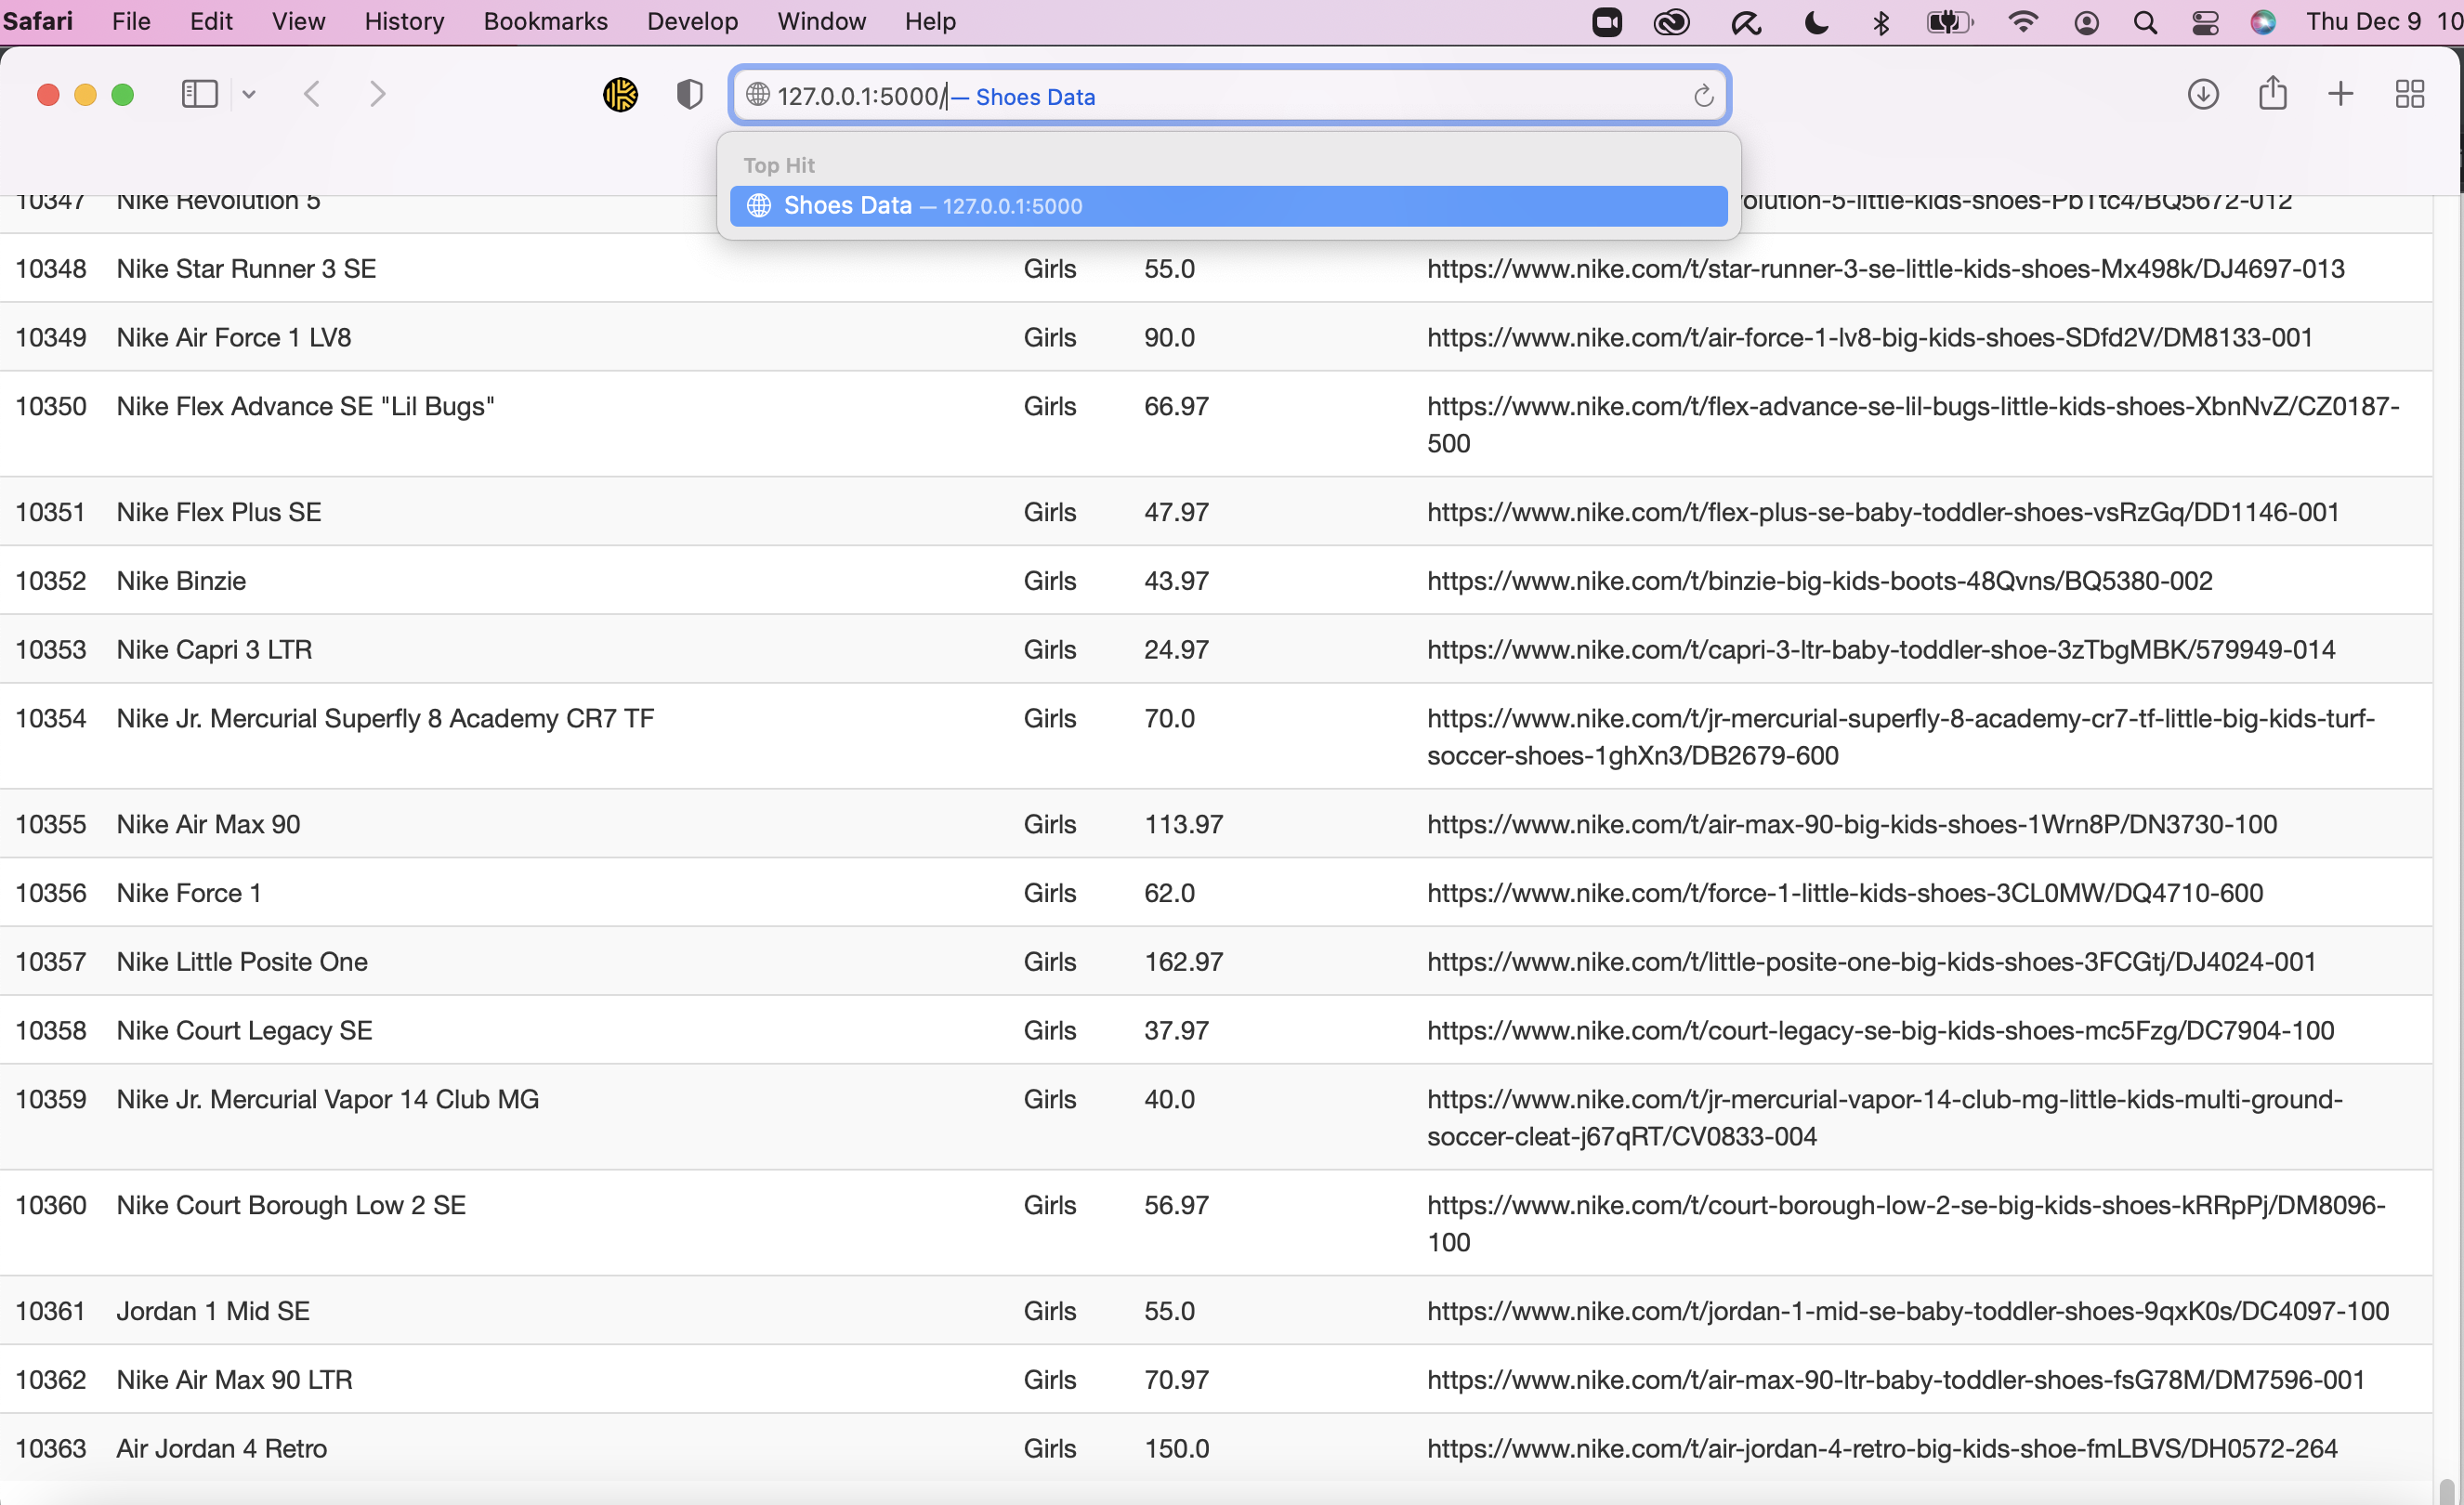 Safari File Edit View History Bookmarks Develop Window Help Thu Dec 9 10
127.0.0.1:5000/ — Shoes Data
Top Hit
Shoes Data — 127.0.0.1:5000
10347 Nike Revolution 5 olution-5-little-kids-shoes-PbTtc4/BQ5672-012
10348 Nike Star Runner 3 SE Girls 55.0 https://www.nike.com/t/star-runner-3-se-little-kids-shoes-Mx498k/DJ4697-013
10349 Nike Air Force 1 LV8 Girls 90.0 https://www.nike.com/t/air-force-1-lv8-big-kids-shoes-SDfd2V/DM8133-001
10350 Nike Flex Advance SE "Lil Bugs" Girls 66.97 https://www.nike.com/t/flex-advance-se-lil-bugs-little-kids-shoes-XbnNvZ/CZ0187-
500
10351 Nike Flex Plus SE Girls 47.97 https://www.nike.com/t/flex-plus-se-baby-toddler-shoes-vsRzGq/DD1146-001
10352 Nike Binzie Girls 43.97 https://www.nike.com/t/binzie-big-kids-boots-48Qvns/BQ5380-002
10353 Nike Capri 3 LTR Girls 24.97 https://www.nike.com/t/capri-3-ltr-baby-toddler-shoe-3zTbgMBK/579949-014
10354 Nike Jr. Mercurial Superfly 8 Academy CR7 TF Girls 70.0 https://www.nike.com/t/jr-mercurial-superfly-8-academy-cr7-tf-little-big-kids-turf-
soccer-shoes-1ghXn3/DB2679-600
10355 Nike Air Max 90 Girls 113.97 https://www.nike.com/t/air-max-90-big-kids-shoes-1Wrn8P/DN3730-100
10356 Nike Force 1 Girls 62.0 https://www.nike.com/t/force-1-little-kids-shoes-3CL0MW/DQ4710-600
10357 Nike Little Posite One Girls 162.97 https://www.nike.com/t/little-posite-one-big-kids-shoes-3FCGtj/DJ4024-001
10358 Nike Court Legacy SE Girls 37.97 https://www.nike.com/t/court-legacy-se-big-kids-shoes-mc5Fzg/DC7904-100
10359 Nike Jr. Mercurial Vapor 14 Club MG Girls 40.0 https://www.nike.com/t/jr-mercurial-vapor-14-club-mg-little-kids-multi-ground-
soccer-cleat-j67qRT/CV0833-004
10360 Nike Court Borough Low 2 SE Girls 56.97 https://www.nike.com/t/court-borough-low-2-se-big-kids-shoes-kRRpPj/DM8096-
100
10361 Jordan 1 Mid SE Girls 55.0 https://www.nike.com/t/jordan-1-mid-se-baby-toddler-shoes-9qxK0s/DC4097-100
10362 Nike Air Max 90 LTR Girls 70.97 https://www.nike.com/t/air-max-90-ltr-baby-toddler-shoes-fsG78M/DM7596-001
10363 Air Jordan 4 Retro Girls 150.0 https://www.nike.com/t/air-jordan-4-retro-big-kids-shoe-fmLBVS/DH0572-264